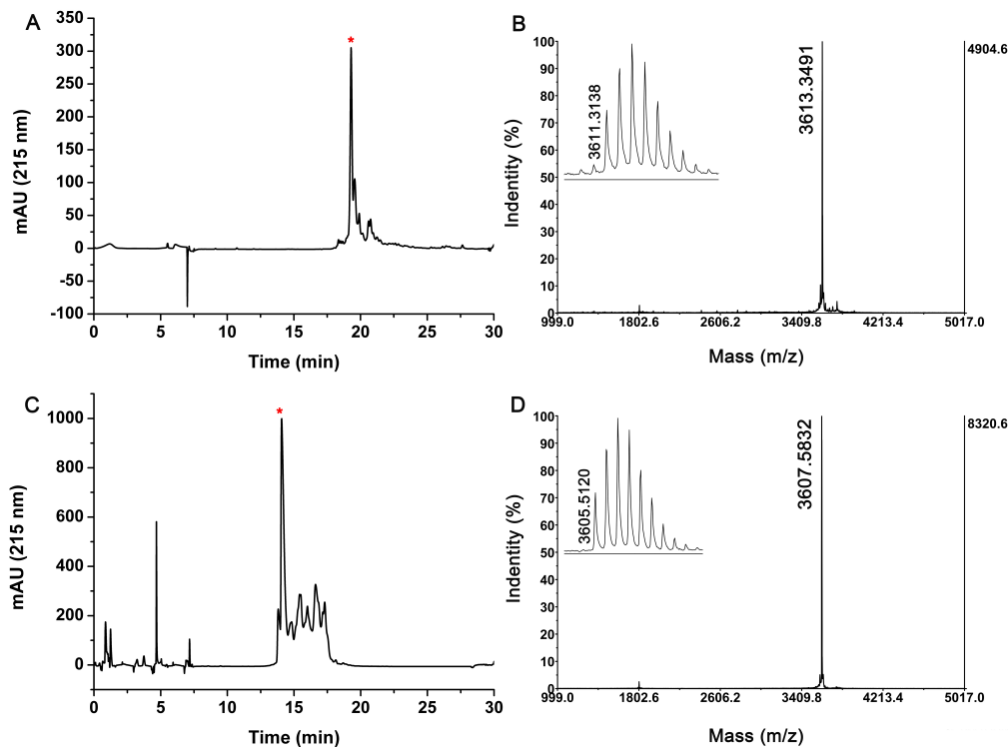 A
350
300
250
200
150
100
50
0
-50
-100
mAU (215 nm)
*
0 5 10 15 20 25 30
Time (min)
B
100
90
80
70
60
50
40
30
20
10
0
Indentity (%)
3611.3138
3613.3491
4904.6
999.0 1802.6 2606.2 3409.8 4213.4 5017.0
Mass (m/z)
C
1000
800
600
400
200
0
mAU (215 nm)
*
0 5 10 15 20 25 30
Time (min)
D
100
90
80
70
60
50
40
30
20
10
0
Indentity (%)
3605.5120
3607.5832
8320.6
999.0 1802.6 2606.2 3409.8 4213.4 5017.0
Mass (m/z)